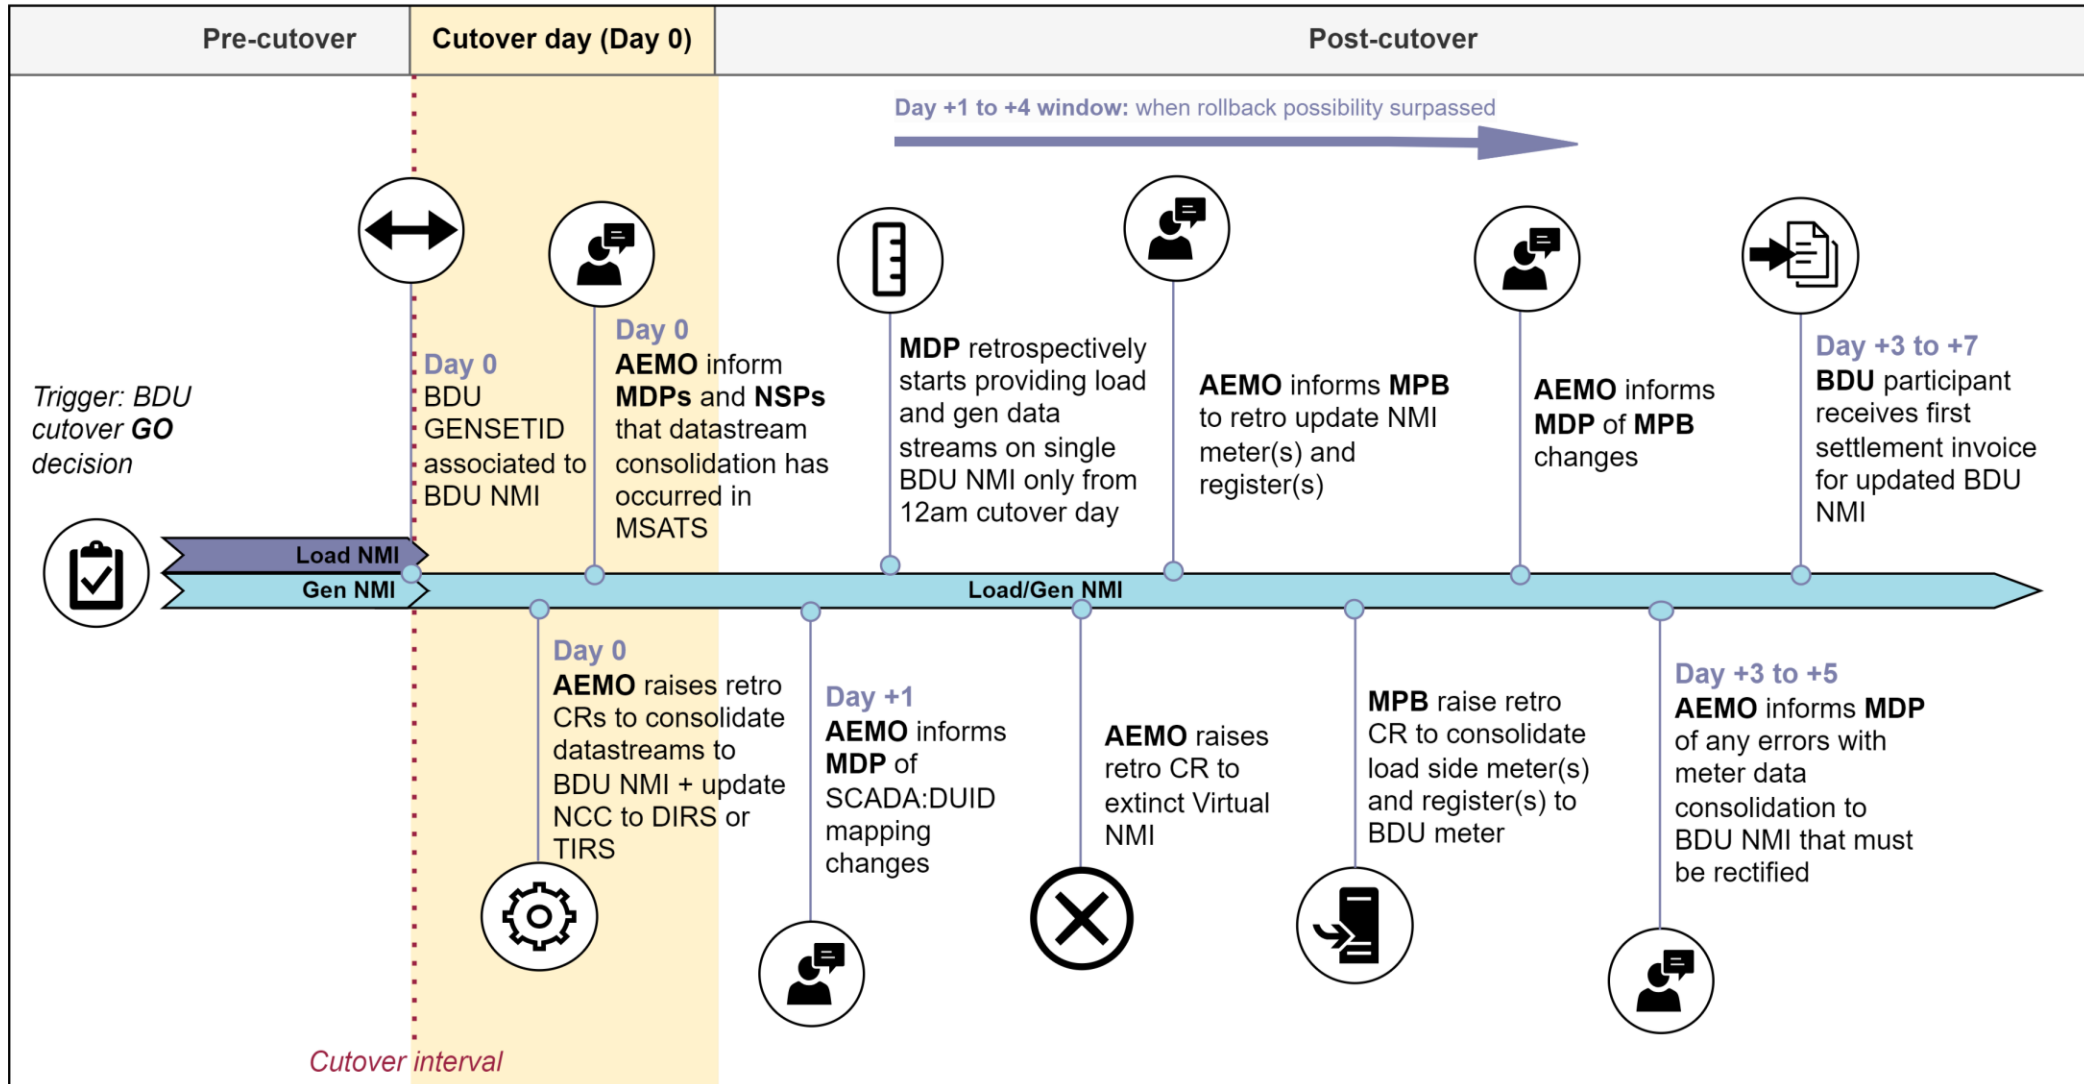 Pre-cutover
Cutover day (Day 0)
Post-cutover
Day +1 to +4 window: when rollback possibility surpassed
Trigger: BDU
cutover GO
decision
Day 0
BDU
GENSETID
associated to
BDU NMI
Day 0
AEMO inform
MDPs and NSPs
that datastream
consolidation has
occurred in
MSATS
MDP retrospectively
starts providing load
and gen data
streams on single
BDU NMI only from
12am cutover day
AEMO informs MPB
to retro update NMI
meter(s) and
register(s)
AEMO informs
MDP of MPB
changes
Day +3 to +7
BDU participant
receives first
settlement invoice
for updated BDU
NMI
Load NMI
Gen NMI
Load/Gen NMI
Day 0
AEMO raises retro
CRs to consolidate
datastreams to
BDU NMI + update
NCC to DIRS or
TIRS
Day +1
AEMO informs
MDP of
SCADA:DUID
mapping
changes
AEMO raises
retro CR to
extinct Virtual
NMI
MPB raise retro
CR to consolidate
load side meter(s)
and register(s) to
BDU meter
Day +3 to +5
AEMO informs MDP
of any errors with
meter data
consolidation to
BDU NMI that must
be rectified
Cutover interval